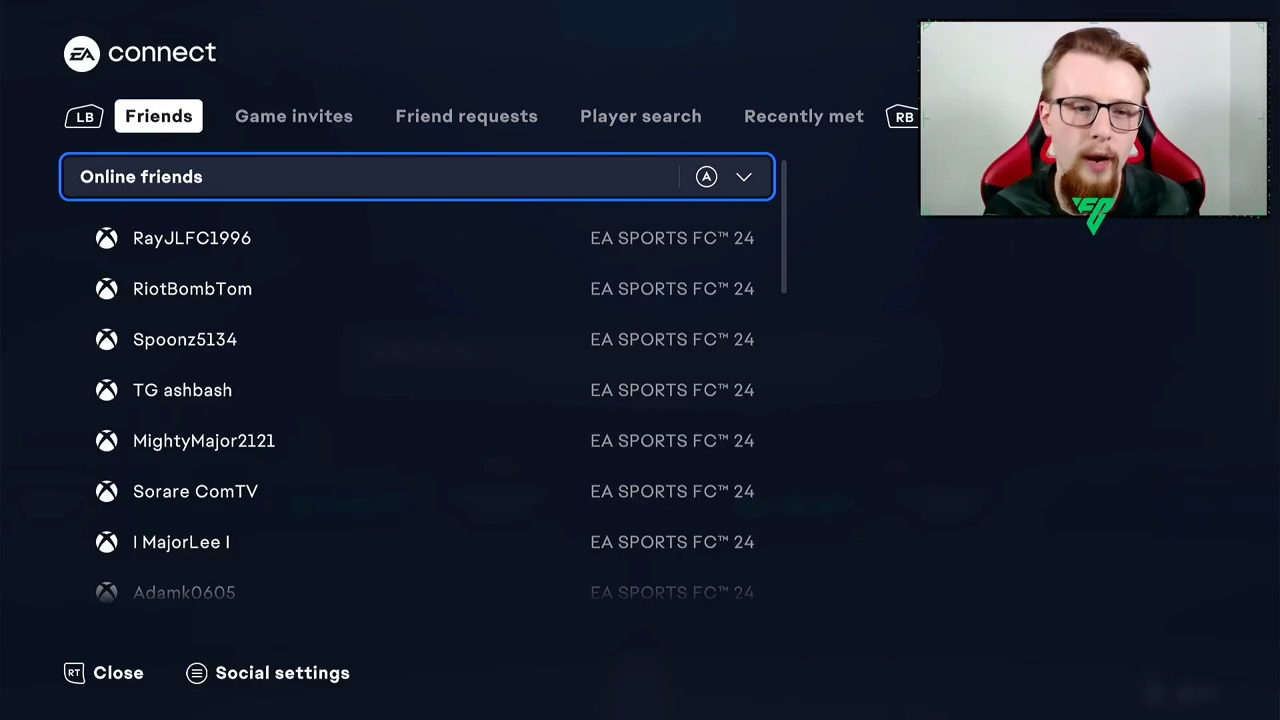 EA connect
LB Friends Game invites Friend requests Player search Recently met RB
Online friends A
RayJLFC1996 EA SPORTS FC™ 24
RiotBombTom EA SPORTS FC™ 24
Spoonz5134 EA SPORTS FC™ 24
TG ashbash EA SPORTS FC™ 24
MightyMajor2121 EA SPORTS FC™ 24
Sorare ComTV EA SPORTS FC™ 24
I MajorLee I EA SPORTS FC™ 24
Adamk0605 EA SPORTS FC™ 24
RT Close Social settings